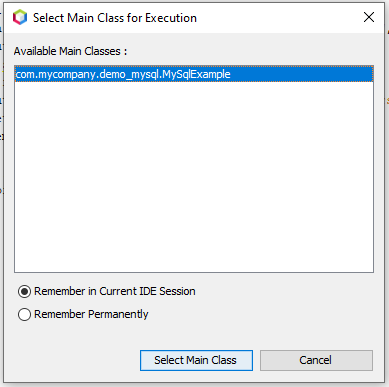 Select Main Class for Execution
Available Main Classes :
com.mycompany.demo_mysql.MySqlExample
Remember in Current IDE Session
Remember Permanently
Select Main Class
Cancel